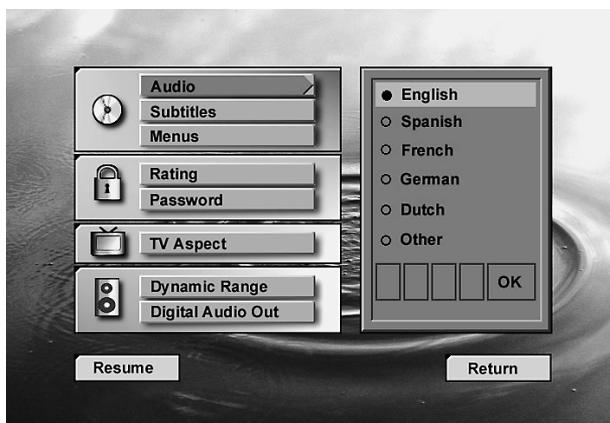 Audio
Subtitles
Menus
Rating
Password
TV Aspect
Dynamic Range
Digital Audio Out
English
Spanish
French
German
Dutch
Other
OK
Resume
Return